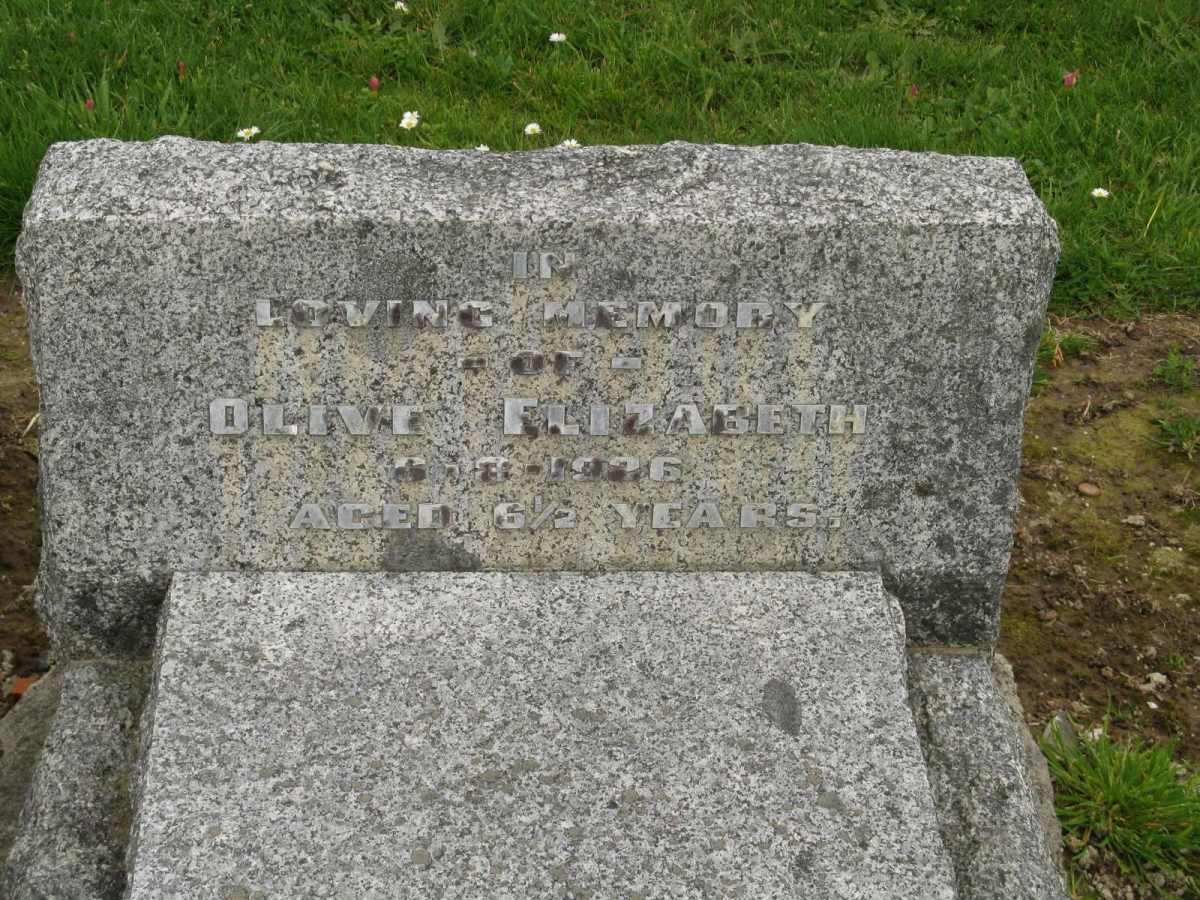 IN
LOVING MEMORY
- OF -
OLIVE ELIZABETH
6-8-1926
AGED 6½ YEARS.